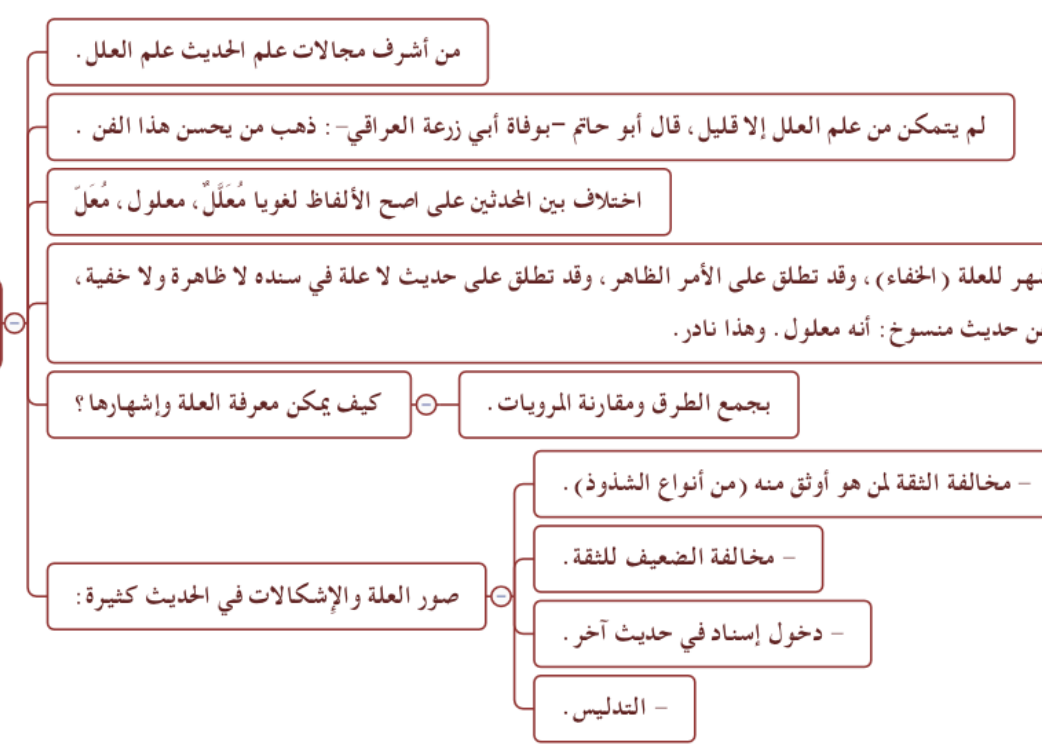 من أشرف مجالات علم الحديث علم العلل.
لم يتمكن من علم العلل إلا قليل، قال أبو حاتم -بوفاة أبي زرعة العراقي-: ذهب من يحسن هذا الفن .
اختلاف بين المحدثين على اصح الألفاظ لغويا مُعَلَّلٌ، معلول، مُعَلّ
للعلة (الخفاء)، وقد تطلق على الأمر الظاهر، وقد تطلق على حديث لا علة في سنده لا ظاهرة ولا خفية،
حديث منسوخ: أنه معلول. وهذا نادر.
كيف يمكن معرفة العلة وإشهارها؟
بجمع الطرق ومقارنة المرويات.
صور العلة والإشكالات في الحديث كثيرة:
- مخالفة الثقة لمن هو أوثق منه (من أنواع الشذوذ).
- مخالفة الضعيف للثقة.
- دخول إسناد في حديث آخر.
- التدليس.